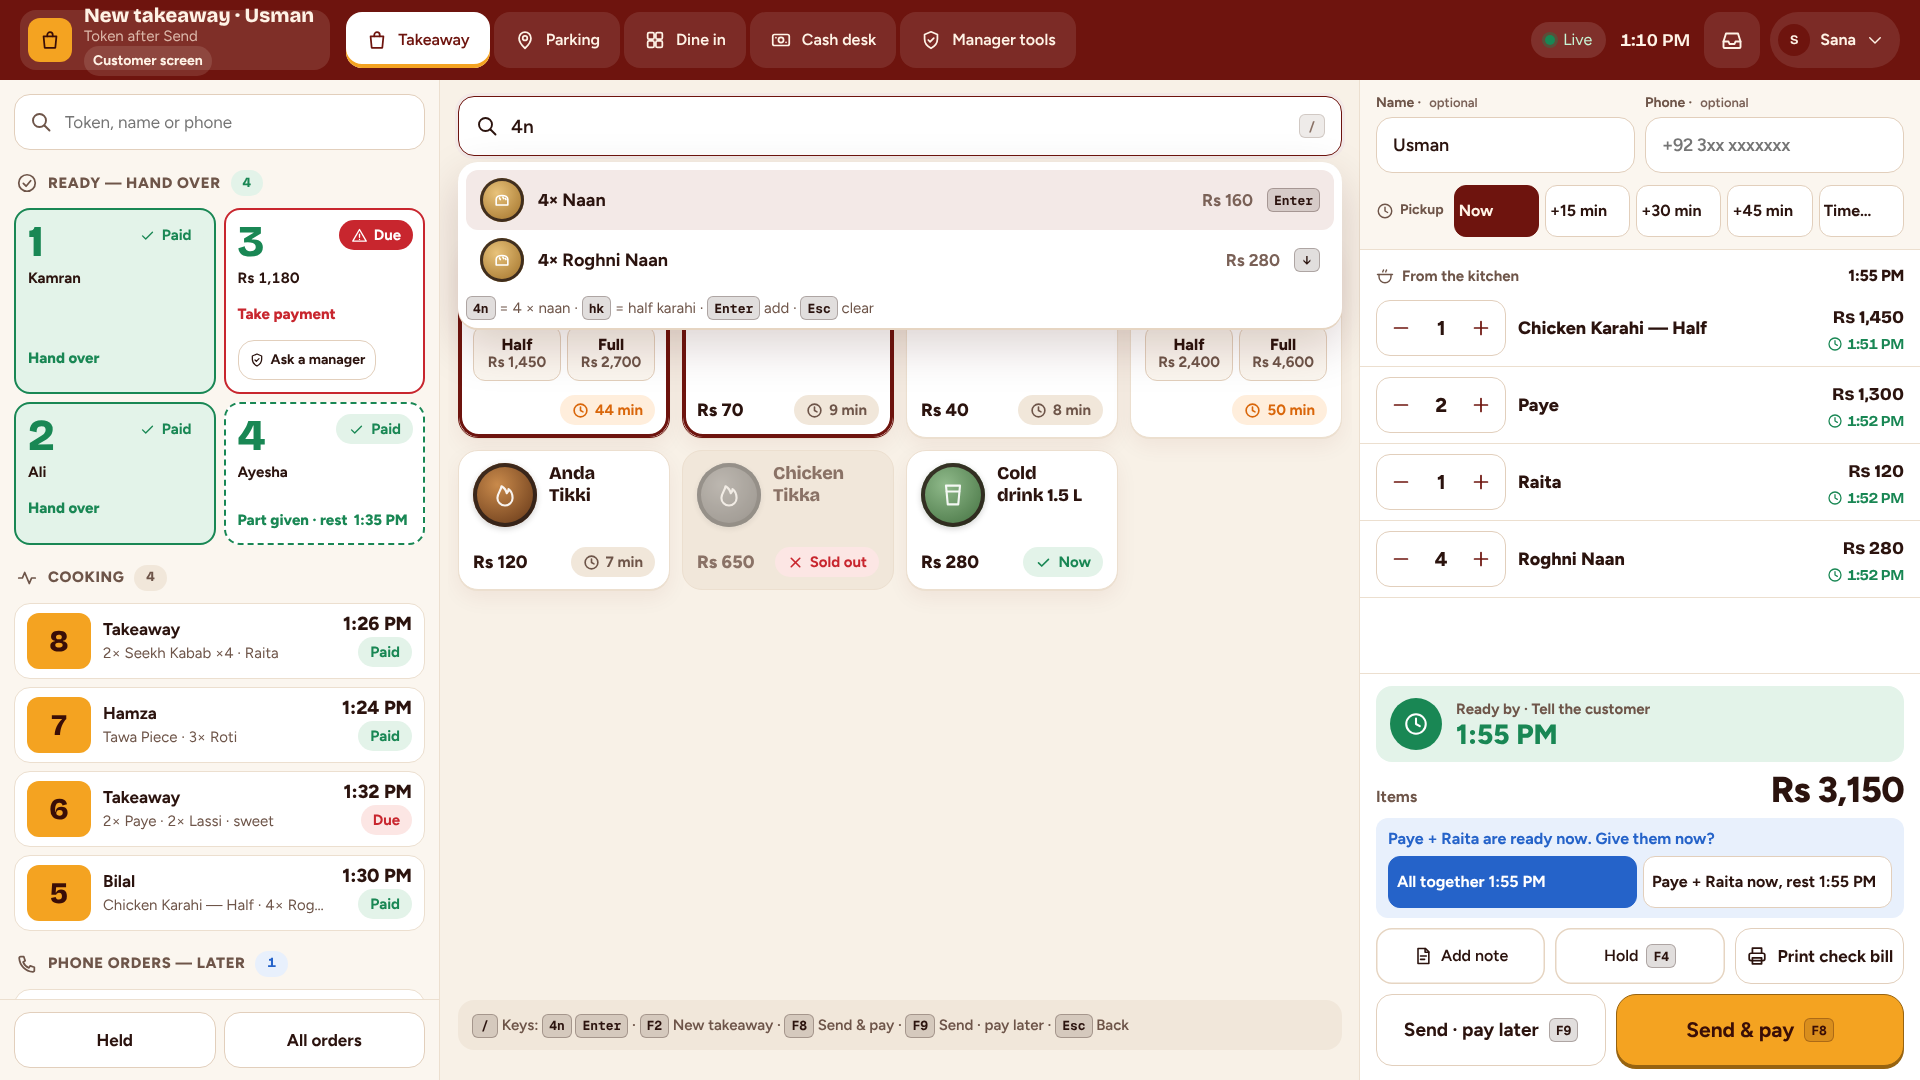 New takeaway · Usman
Token after Send
Customer screen
Takeaway
Parking
Dine in
Cash desk
Manager tools
Live
1:10 PM
S
Sana
Token, name or phone
READY — HAND OVER 4
1
Paid
Kamran
Hand over
3
Due
Rs 1,180
Take payment
Ask a manager
2
Paid
Ali
Hand over
4
Paid
Ayesha
Part given · rest 1:35 PM
COOKING 4
8
Takeaway
1:26 PM
2× Seekh Kabab ×4 · Raita
Paid
7
Hamza
1:24 PM
Tawa Piece · 3× Roti
Paid
6
Takeaway
1:32 PM
2× Paye · 2× Lassi · sweet
Due
5
Bilal
1:30 PM
Chicken Karahi — Half · 4× Rog...
Paid
PHONE ORDERS — LATER 1
Held
All orders
4n
/
4× Naan
Rs 160 Enter
4× Roghni Naan
Rs 280 ↓
4n = 4 × naan · hk = half karahi · Enter add · Esc clear
Half
Rs 1,450
Full
Rs 2,700
44 min
Rs 70
9 min
Rs 40
8 min
Half
Rs 2,400
Full
Rs 4,600
50 min
Anda
Tikki
Rs 120
7 min
Chicken
Tikka
Rs 650
Sold out
Cold
drink 1.5 L
Rs 280
Now
/ Keys: 4n Enter · F2 New takeaway · F8 Send & pay · F9 Send · pay later · Esc Back
Name · optional
Phone · optional
Usman
+92 3xx xxxxxxx
Pickup
Now
+15 min
+30 min
+45 min
Time...
From the kitchen
1:55 PM
− 1 +
Chicken Karahi — Half
Rs 1,450
1:51 PM
− 2 +
Paye
Rs 1,300
1:52 PM
− 1 +
Raita
Rs 120
1:52 PM
− 4 +
Roghni Naan
Rs 280
1:52 PM
Ready by · Tell the customer
1:55 PM
Items
Rs 3,150
Paye + Raita are ready now. Give them now?
All together 1:55 PM
Paye + Raita now, rest 1:55 PM
Add note
Hold F4
Print check bill
Send · pay later F9
Send & pay F8